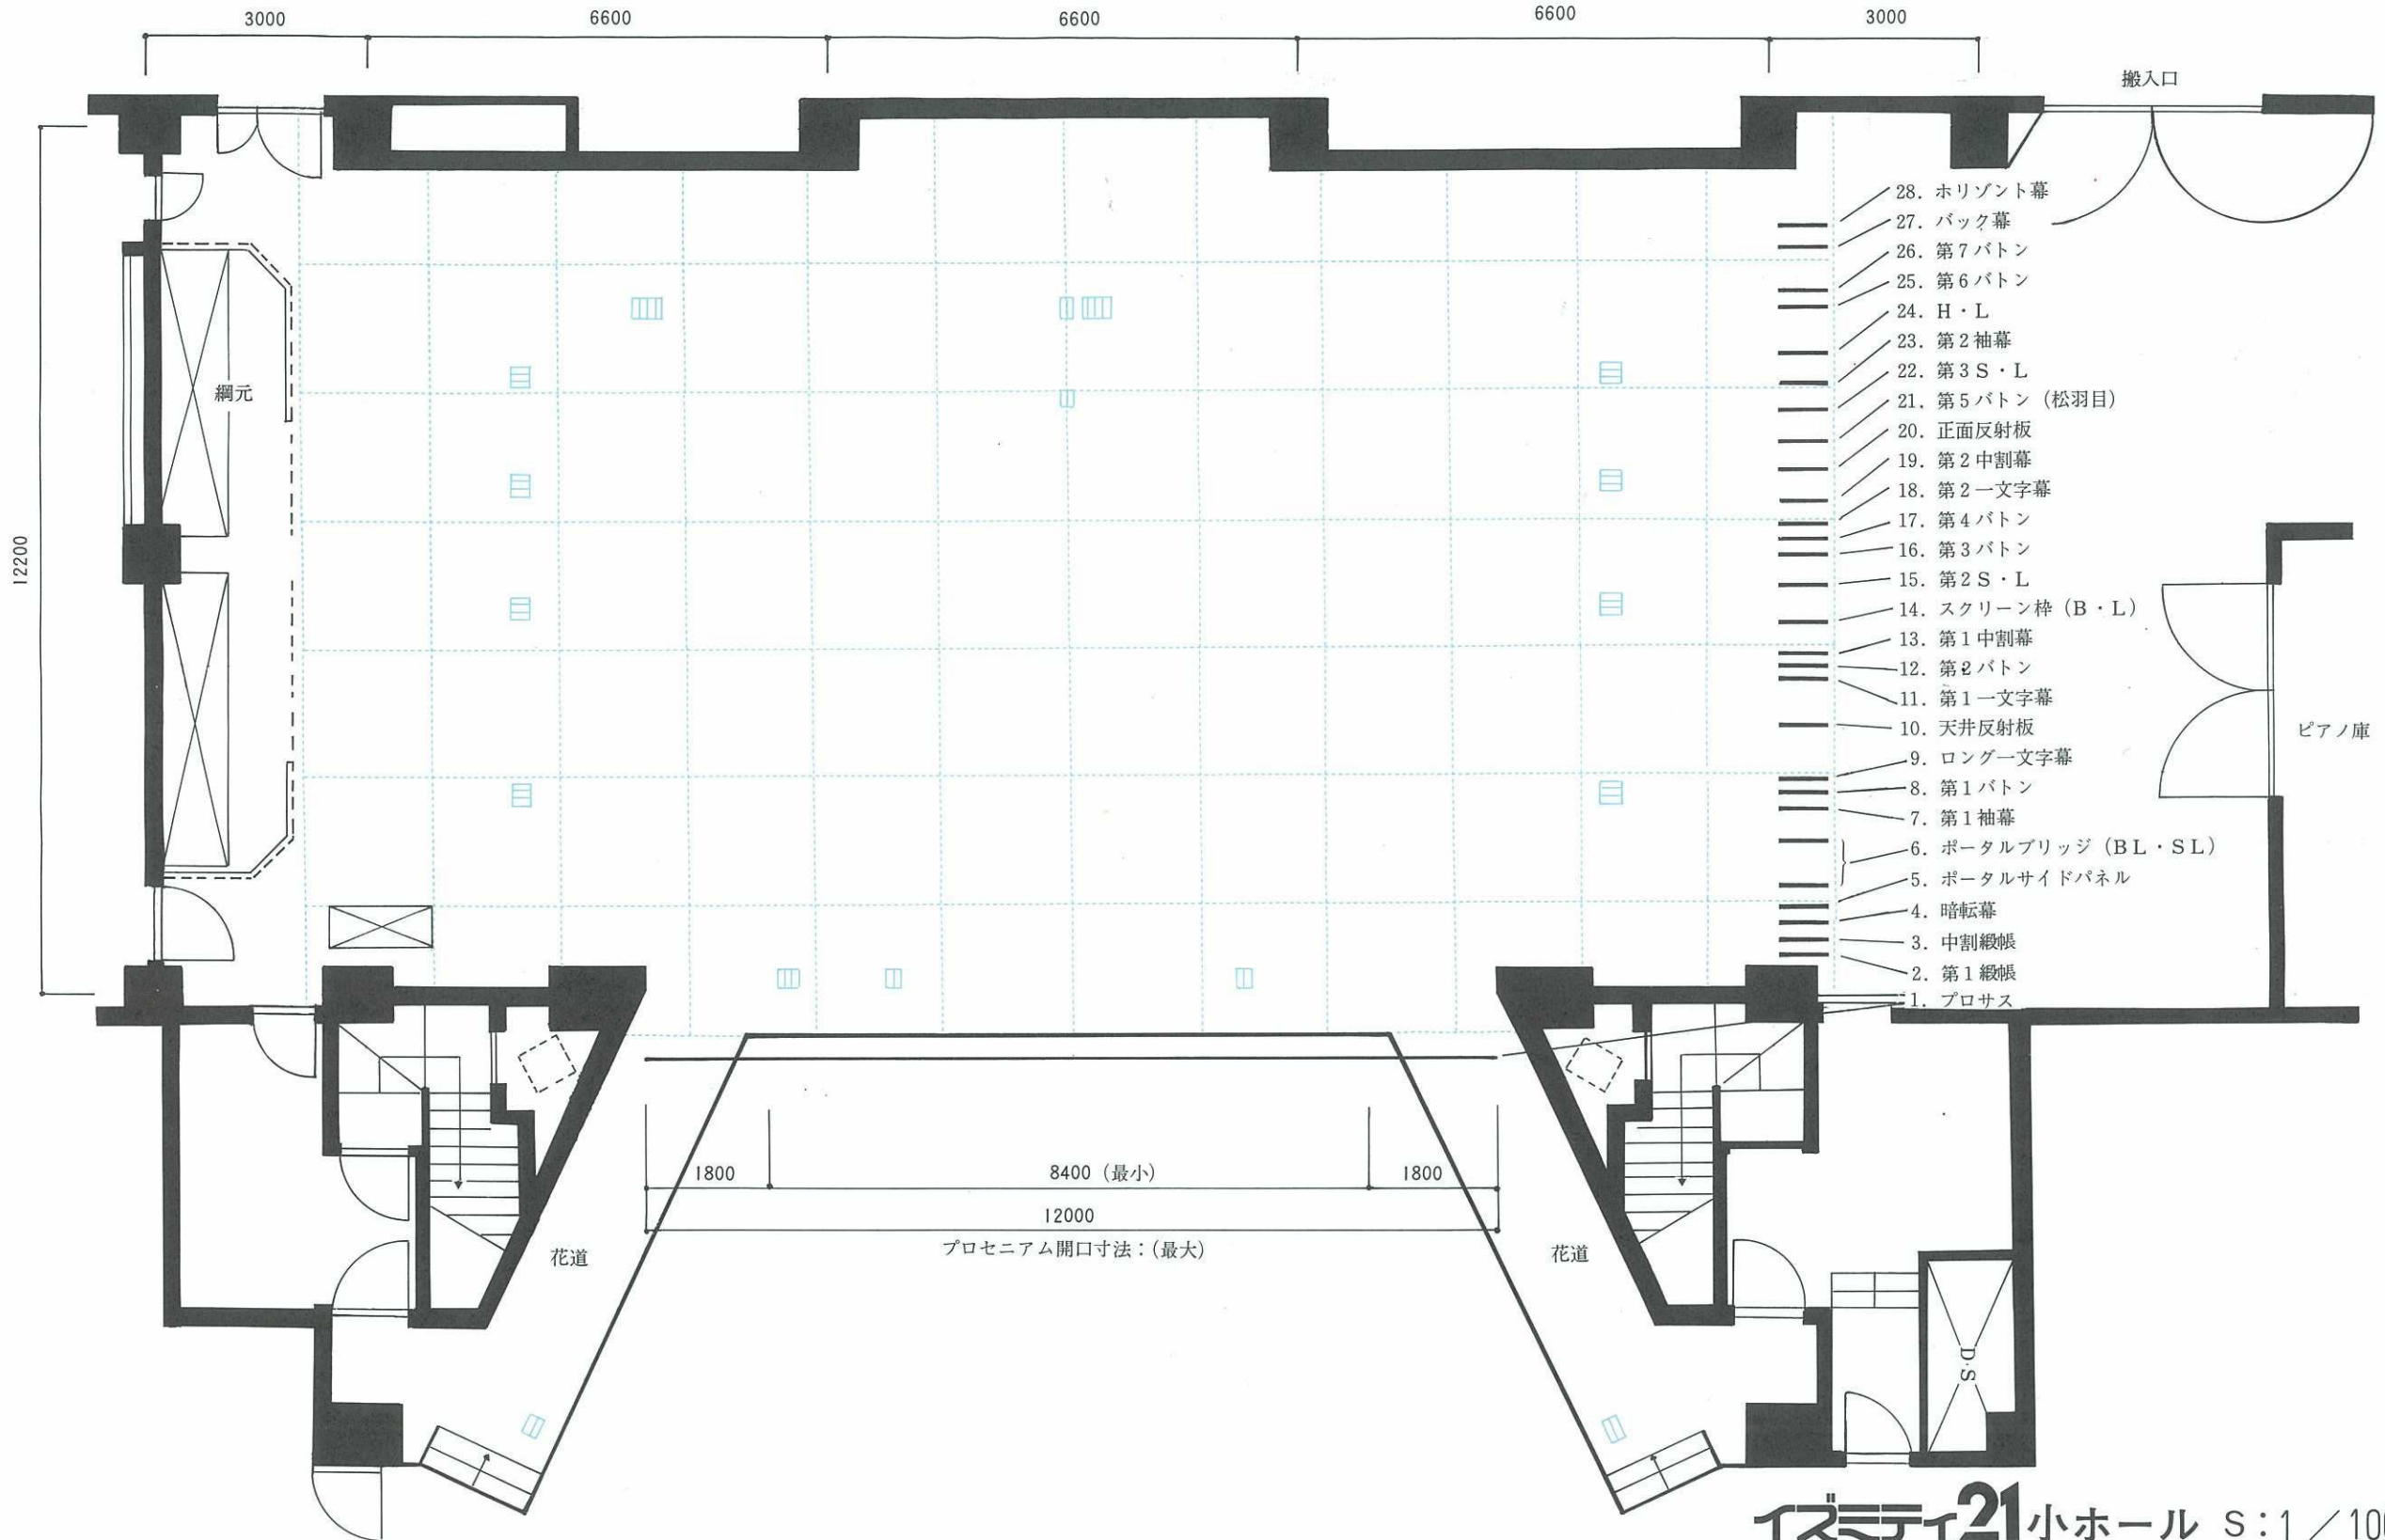 3000
6600
6600
6600
3000
搬入口
28. ホリゾント幕
27. バック幕
26. 第7バトン
25. 第6バトン
24. H・L
23. 第2袖幕
22. 第3S・L
21. 第5バトン(松羽目)
20. 正面反射板
19. 第2中割幕
18. 第2一文字幕
17. 第4バトン
16. 第3バトン
15. 第2S・L
14. スクリーン枠(B・L)
13. 第1中割幕
12. 第2バトン
11. 第1一文字幕
10. 天井反射板
9. ロング一文字幕
8. 第1バトン
7. 第1袖幕
6. ポータルブリッジ(BL・SL)
5. ポータルサイドパネル
4. 暗転幕
3. 中割緞帳
2. 第1緞帳
1. プロサス
綱元
12200
ピアノ庫
1800
8400(最小)
1800
12000
プロセニアム開口寸法:(最大)
花道
花道
D・S
イズミティ21小ホール S:1/100